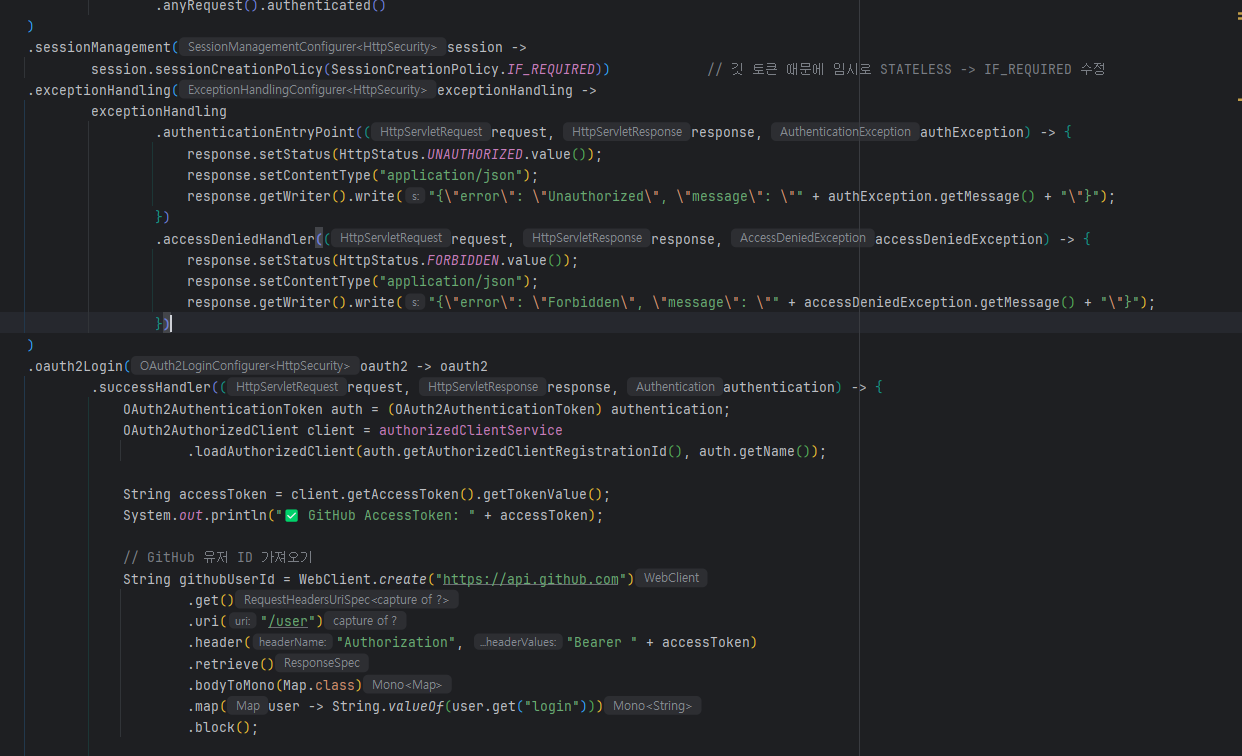 .anyRequest().authenticated()
)
.sessionManagement( SessionManagementConfigurer<HttpSecurity> session ->
session.sessionCreationPolicy(SessionCreationPolicy.IF_REQUIRED)) // 깃 토큰 때문에 임시로 STATELESS -> IF_REQUIRED 수정
.exceptionHandling( ExceptionHandlingConfigurer<HttpSecurity> exceptionHandling ->
exceptionHandling
.authenticationEntryPoint(( HttpServletRequest request, HttpServletResponse response, AuthenticationException authException) -> {
response.setStatus(HttpStatus.UNAUTHORIZED.value());
response.setContentType("application/json");
response.getWriter().write( s: "{\"error\": \"Unauthorized\", \"message\": \"" + authException.getMessage() + "\"}");
})
.accessDeniedHandler(( HttpServletRequest request, HttpServletResponse response, AccessDeniedException accessDeniedException) -> {
response.setStatus(HttpStatus.FORBIDDEN.value());
response.setContentType("application/json");
response.getWriter().write( s: "{\"error\": \"Forbidden\", \"message\": \"" + accessDeniedException.getMessage() + "\"}");
})
)
.oauth2Login( OAuth2LoginConfigurer<HttpSecurity> oauth2 -> oauth2
.successHandler(( HttpServletRequest request, HttpServletResponse response, Authentication authentication) -> {
OAuth2AuthenticationToken auth = (OAuth2AuthenticationToken) authentication;
OAuth2AuthorizedClient client = authorizedClientService
.loadAuthorizedClient(auth.getAuthorizedClientRegistrationId(), auth.getName());
String accessToken = client.getAccessToken().getTokenValue();
System.out.println("✅ GitHub AccessToken: " + accessToken);
// GitHub 유저 ID 가져오기
String githubUserId = WebClient.create("https://api.github.com") WebClient
.get() RequestHeadersUriSpec<capture of ?>
.uri( uri: "/user") capture of ?
.header( headerName: "Authorization", ...headerValues: "Bearer " + accessToken)
.retrieve() ResponseSpec
.bodyToMono(Map.class) Mono<Map>
.map( Map user -> String.valueOf(user.get("login"))) Mono<String>
.block();